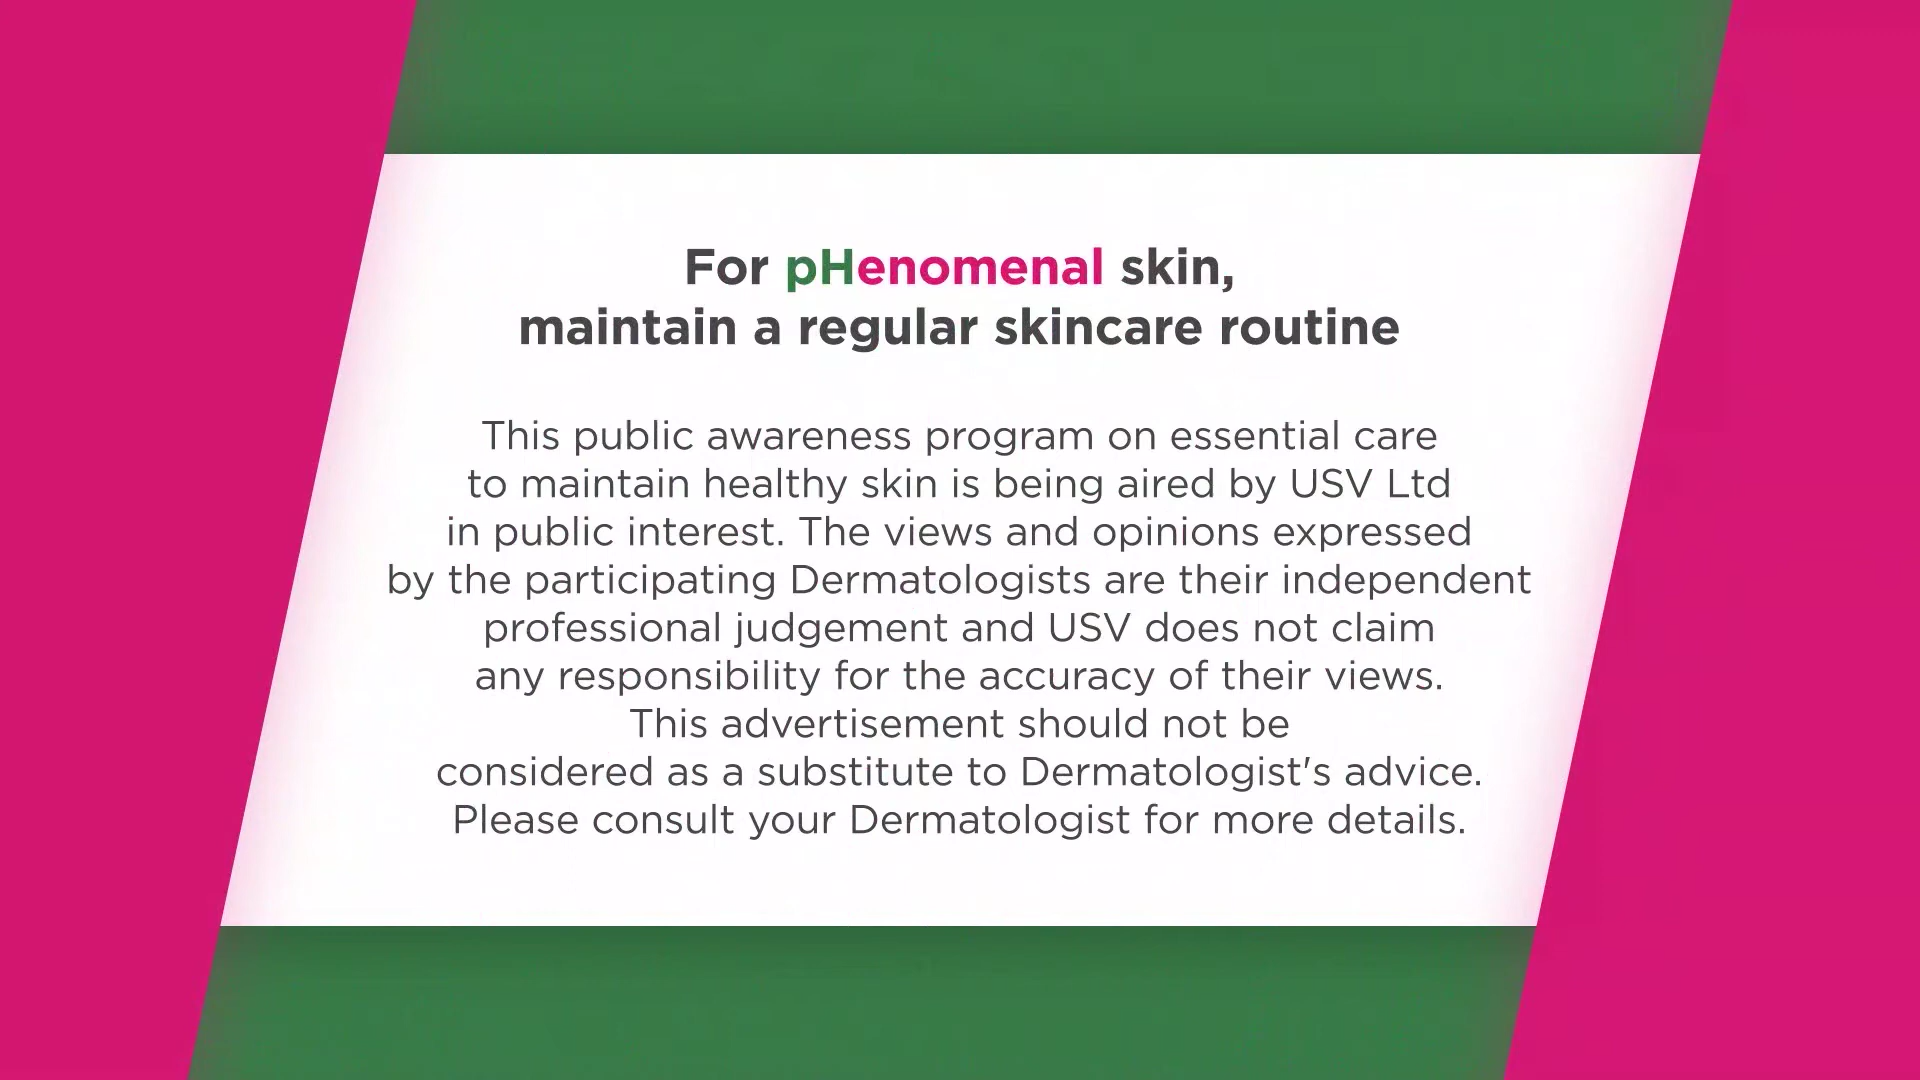 For pHenomenal skin,
maintain a regular skincare routine
This public awareness program on essential care
to maintain healthy skin is being aired by USV Ltd
in public interest. The views and opinions expressed
by the participating Dermatologists are their independent
professional judgement and USV does not claim
any responsibility for the accuracy of their views.
This advertisement should not be
considered as a substitute to Dermatologist's advice.
Please consult your Dermatologist for more details.